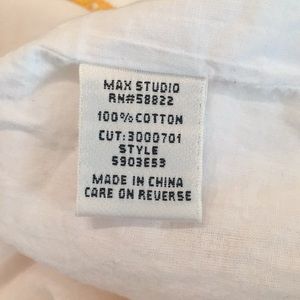 MAX STUDIO
RN#58822
100% COTTON
CUT:3000701
STYLE
5903E53
MADE IN CHINA
CARE ON REVERSE